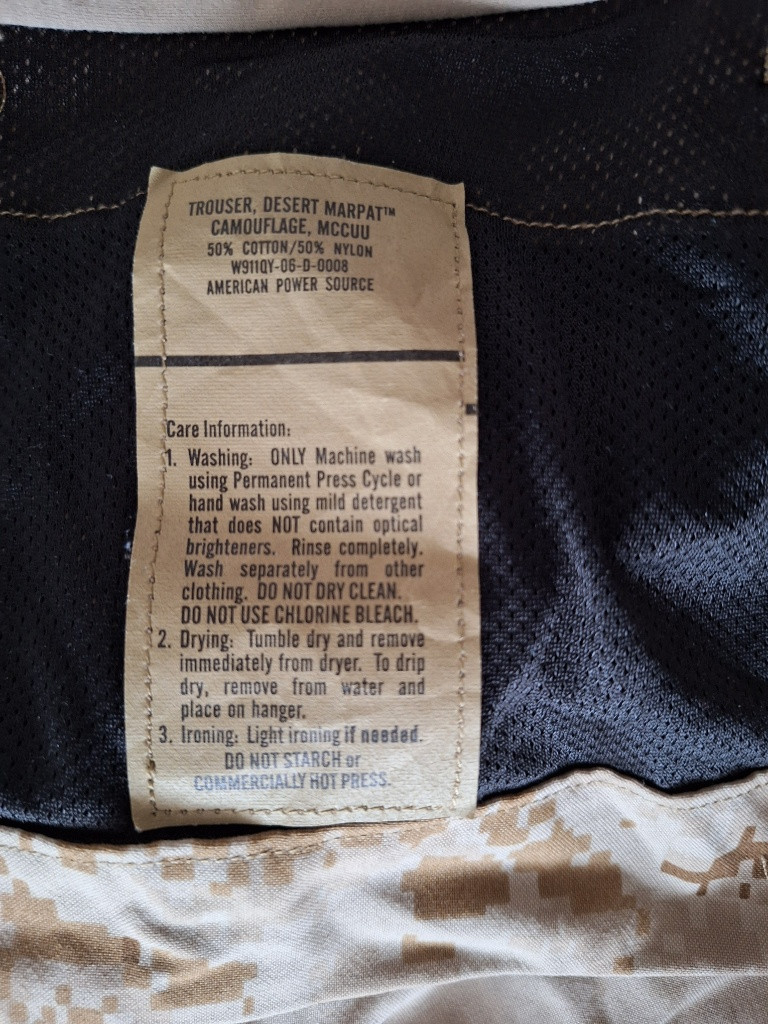 TROUSER, DESERT MARPAT™
CAMOUFLAGE, MCCUU
50% COTTON/50% NYLON
W911QY-06-D-0008
AMERICAN POWER SOURCE
Care Information:
1. Washing: ONLY Machine wash
using Permanent Press Cycle or
hand wash using mild detergent
that does NOT contain optical
brighteners. Rinse completely.
Wash separately from other
clothing. DO NOT DRY CLEAN.
DO NOT USE CHLORINE BLEACH.
2. Drying: Tumble dry and remove
immediately from dryer. To drip
dry, remove from water and
place on hanger.
3. Ironing: Light ironing if needed.
DO NOT STARCH or
COMMERCIALLY HOT PRESS.